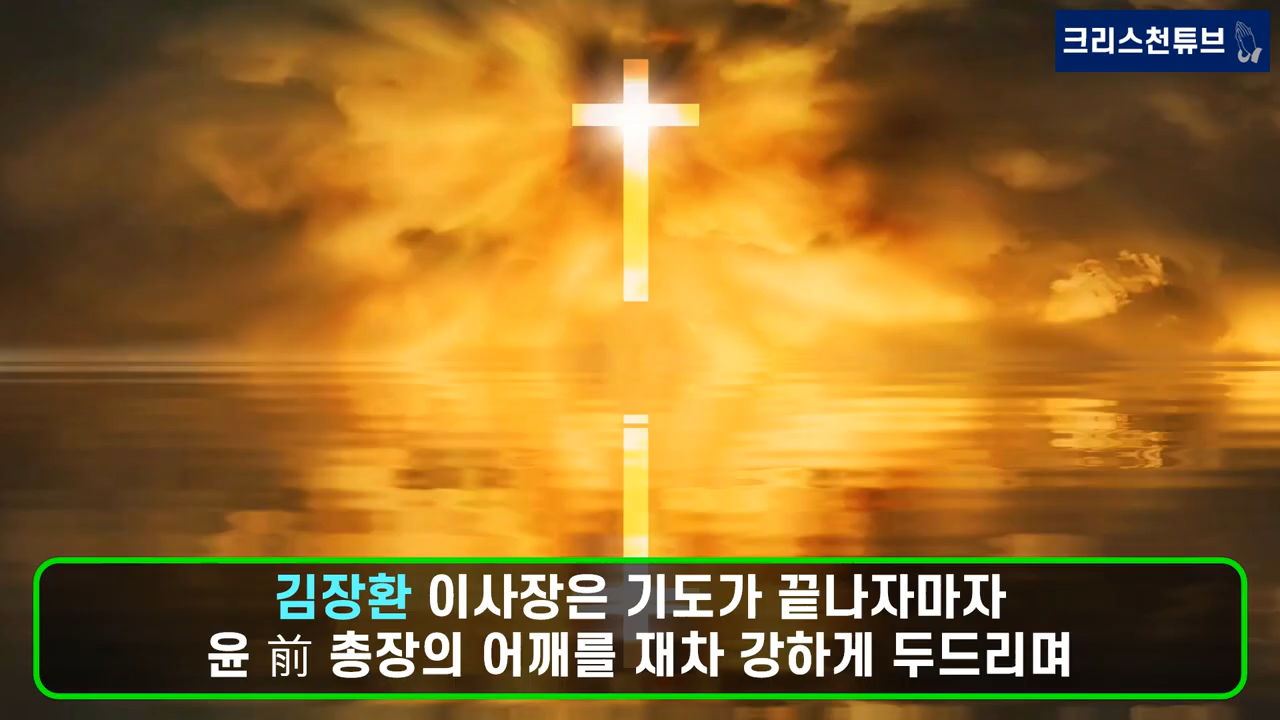 크리스천튜브
김장환 이사장은 기도가 끝나자마자
윤 前 총장의 어깨를 재차 강하게 두드리며